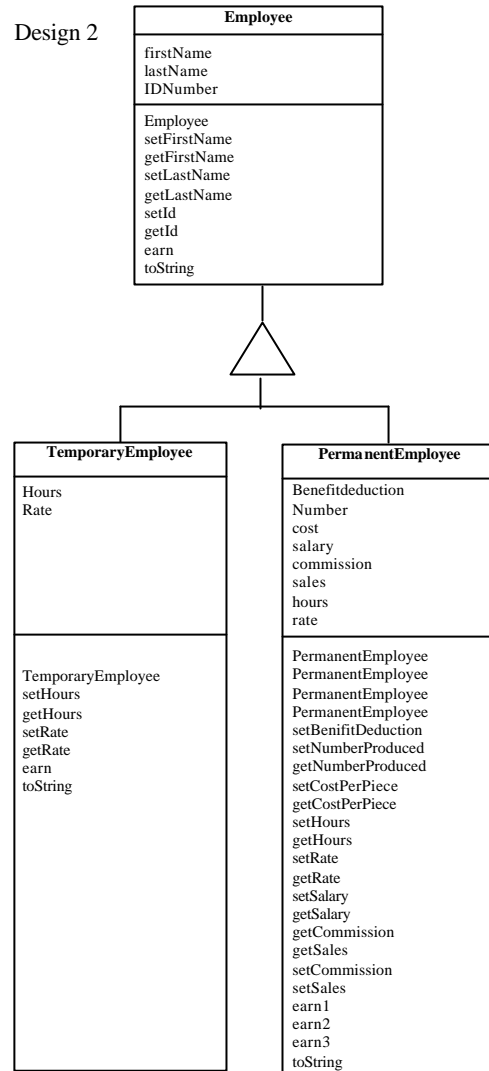 Design 2
Employee
firstName
lastName
IDNumber
Employee
setFirstName
getFirstName
setLastName
getLastName
setId
getId
earn
toString
TemporaryEmployee
Hours
Rate
TemporaryEmployee
setHours
getHours
setRate
getRate
earn
toString
PermanentEmployee
Benefitdeduction
Number
cost
salary
commission
sales
hours
rate
PermanentEmployee
PermanentEmployee
PermanentEmployee
PermanentEmployee
setBenifitDeduction
setNumberProduced
getNumberProduced
setCostPerPiece
getCostPerPiece
setHours
getHours
setRate
getRate
setSalary
getSalary
getCommission
getSales
setCommission
setSales
earn1
earn2
earn3
toString